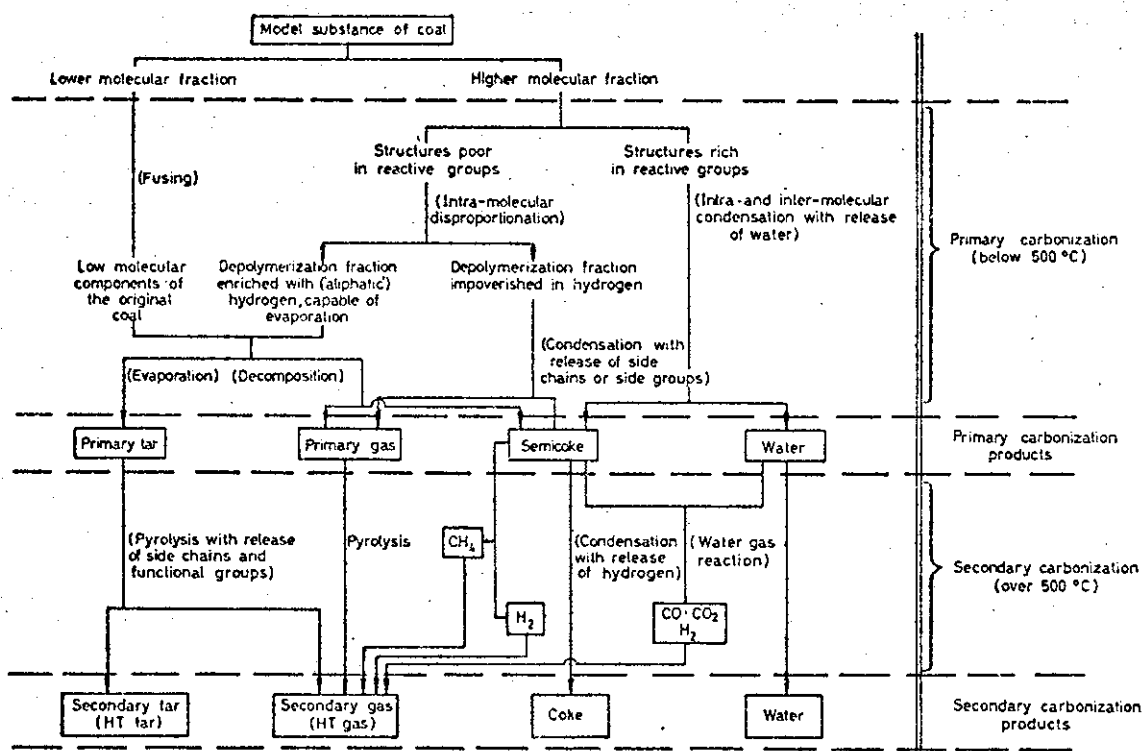 Model substance of coal
Lower molecular fraction
Higher molecular fraction
Structures poor
in reactive groups
Structures rich
in reactive groups
(Fusing)
(Intra-molecular
disproportionation)
(Intra-and inter-molecular
condensation with release
of water)
Primary carbonization
(below 500 °C)
Low molecular
components of
the original
coal
Depolymerization fraction
enriched with (aliphatic)
hydrogen, capable of
evaporation
Depolymerization fraction
impoverished in hydrogen
(Condensation with
release of side
chains or side groups)
(Evaporation)
(Decomposition)
Primary tar
Primary gas
Semicoke
Water
Primary carbonization
products
(Pyrolysis with release
of side chains and
functional groups)
Pyrolysis
CH4
(Condensation
with release
of hydrogen)
(Water gas
reaction)
Secondary carbonization
(over 500 °C)
H2
CO·CO2
H2
Secondary tar
(HT tar)
Secondary gas
(HT gas)
Coke
Water
Secondary carbonization
products